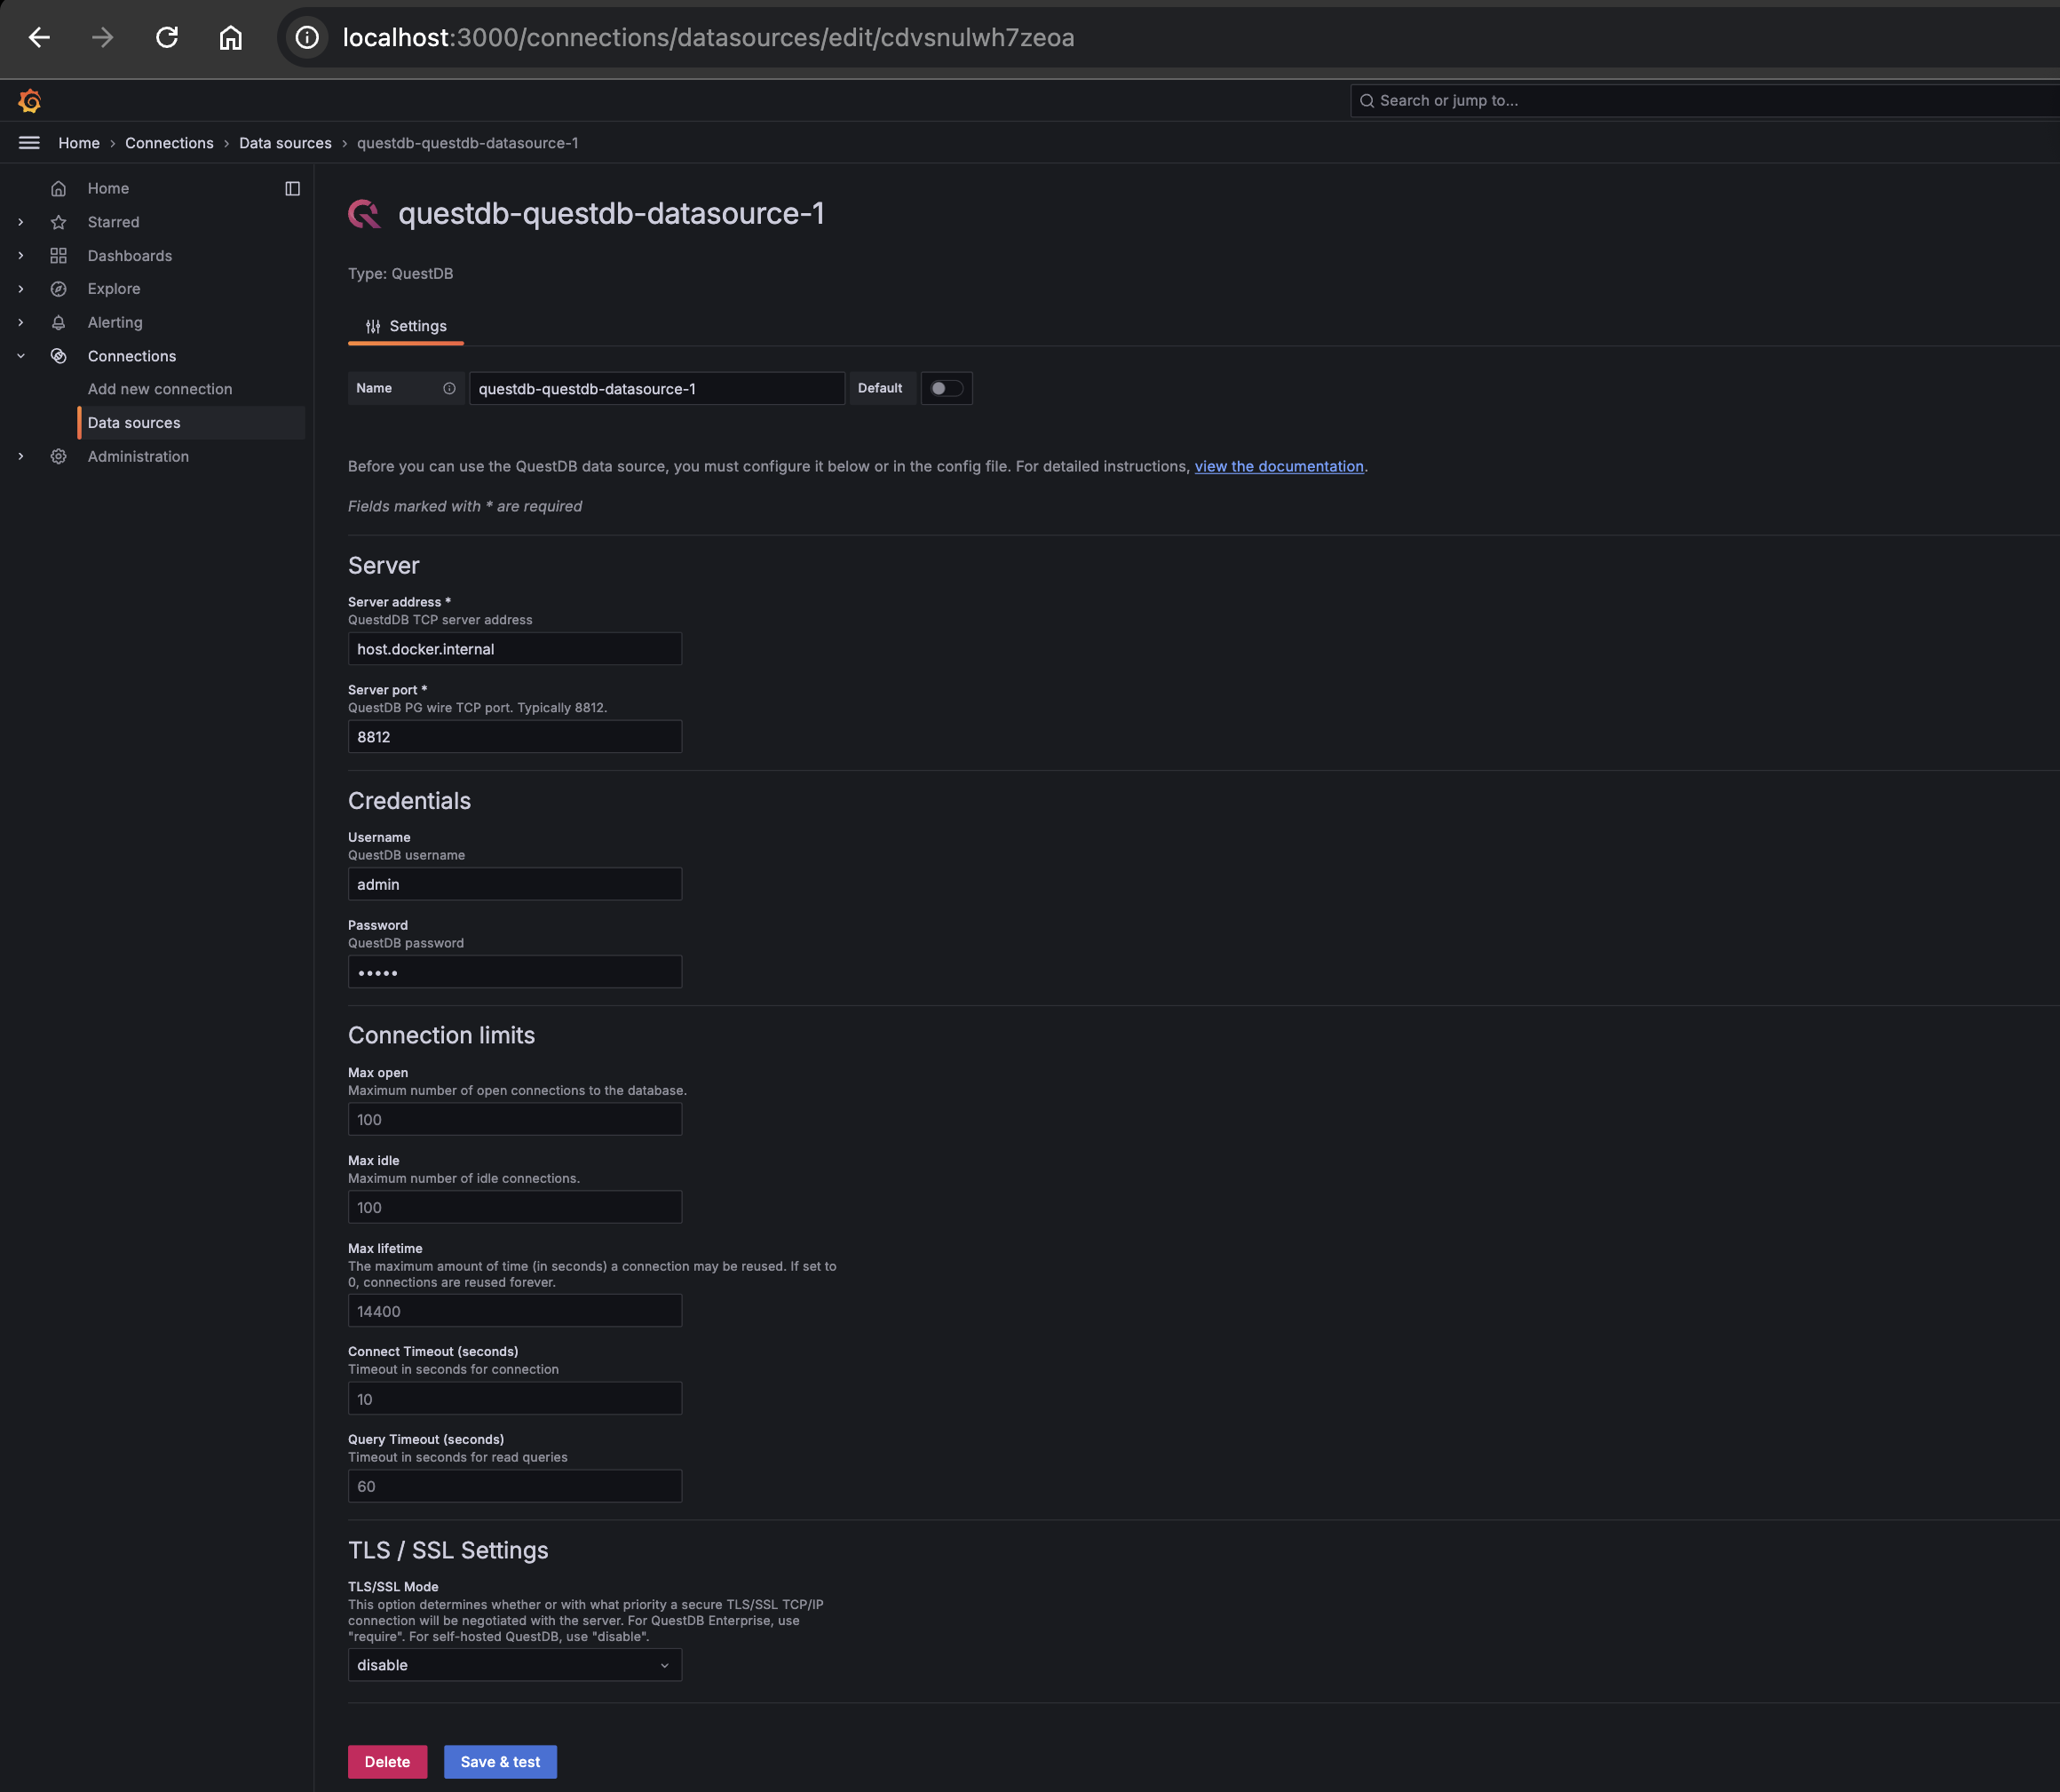 localhost:3000/connections/datasources/edit/cdvsnulwh7zeoa
Search or jump to...
Home › Connections › Data sources › questdb-questdb-datasource-1
Home
Starred
Dashboards
Explore
Alerting
Connections
Add new connection
Data sources
Administration
questdb-questdb-datasource-1
Type: QuestDB
Settings
Name questdb-questdb-datasource-1 Default
Before you can use the QuestDB data source, you must configure it below or in the config file. For detailed instructions, view the documentation.
Fields marked with * are required
Server
Server address *
QuestdDB TCP server address
host.docker.internal
Server port *
QuestDB PG wire TCP port. Typically 8812.
8812
Credentials
Username
QuestDB username
admin
Password
QuestDB password
•••••
Connection limits
Max open
Maximum number of open connections to the database.
100
Max idle
Maximum number of idle connections.
100
Max lifetime
The maximum amount of time (in seconds) a connection may be reused. If set to
0, connections are reused forever.
14400
Connect Timeout (seconds)
Timeout in seconds for connection
10
Query Timeout (seconds)
Timeout in seconds for read queries
60
TLS / SSL Settings
TLS/SSL Mode
This option determines whether or with what priority a secure TLS/SSL TCP/IP
connection will be negotiated with the server. For QuestDB Enterprise, use
"require". For self-hosted QuestDB, use "disable".
disable
Delete Save & test